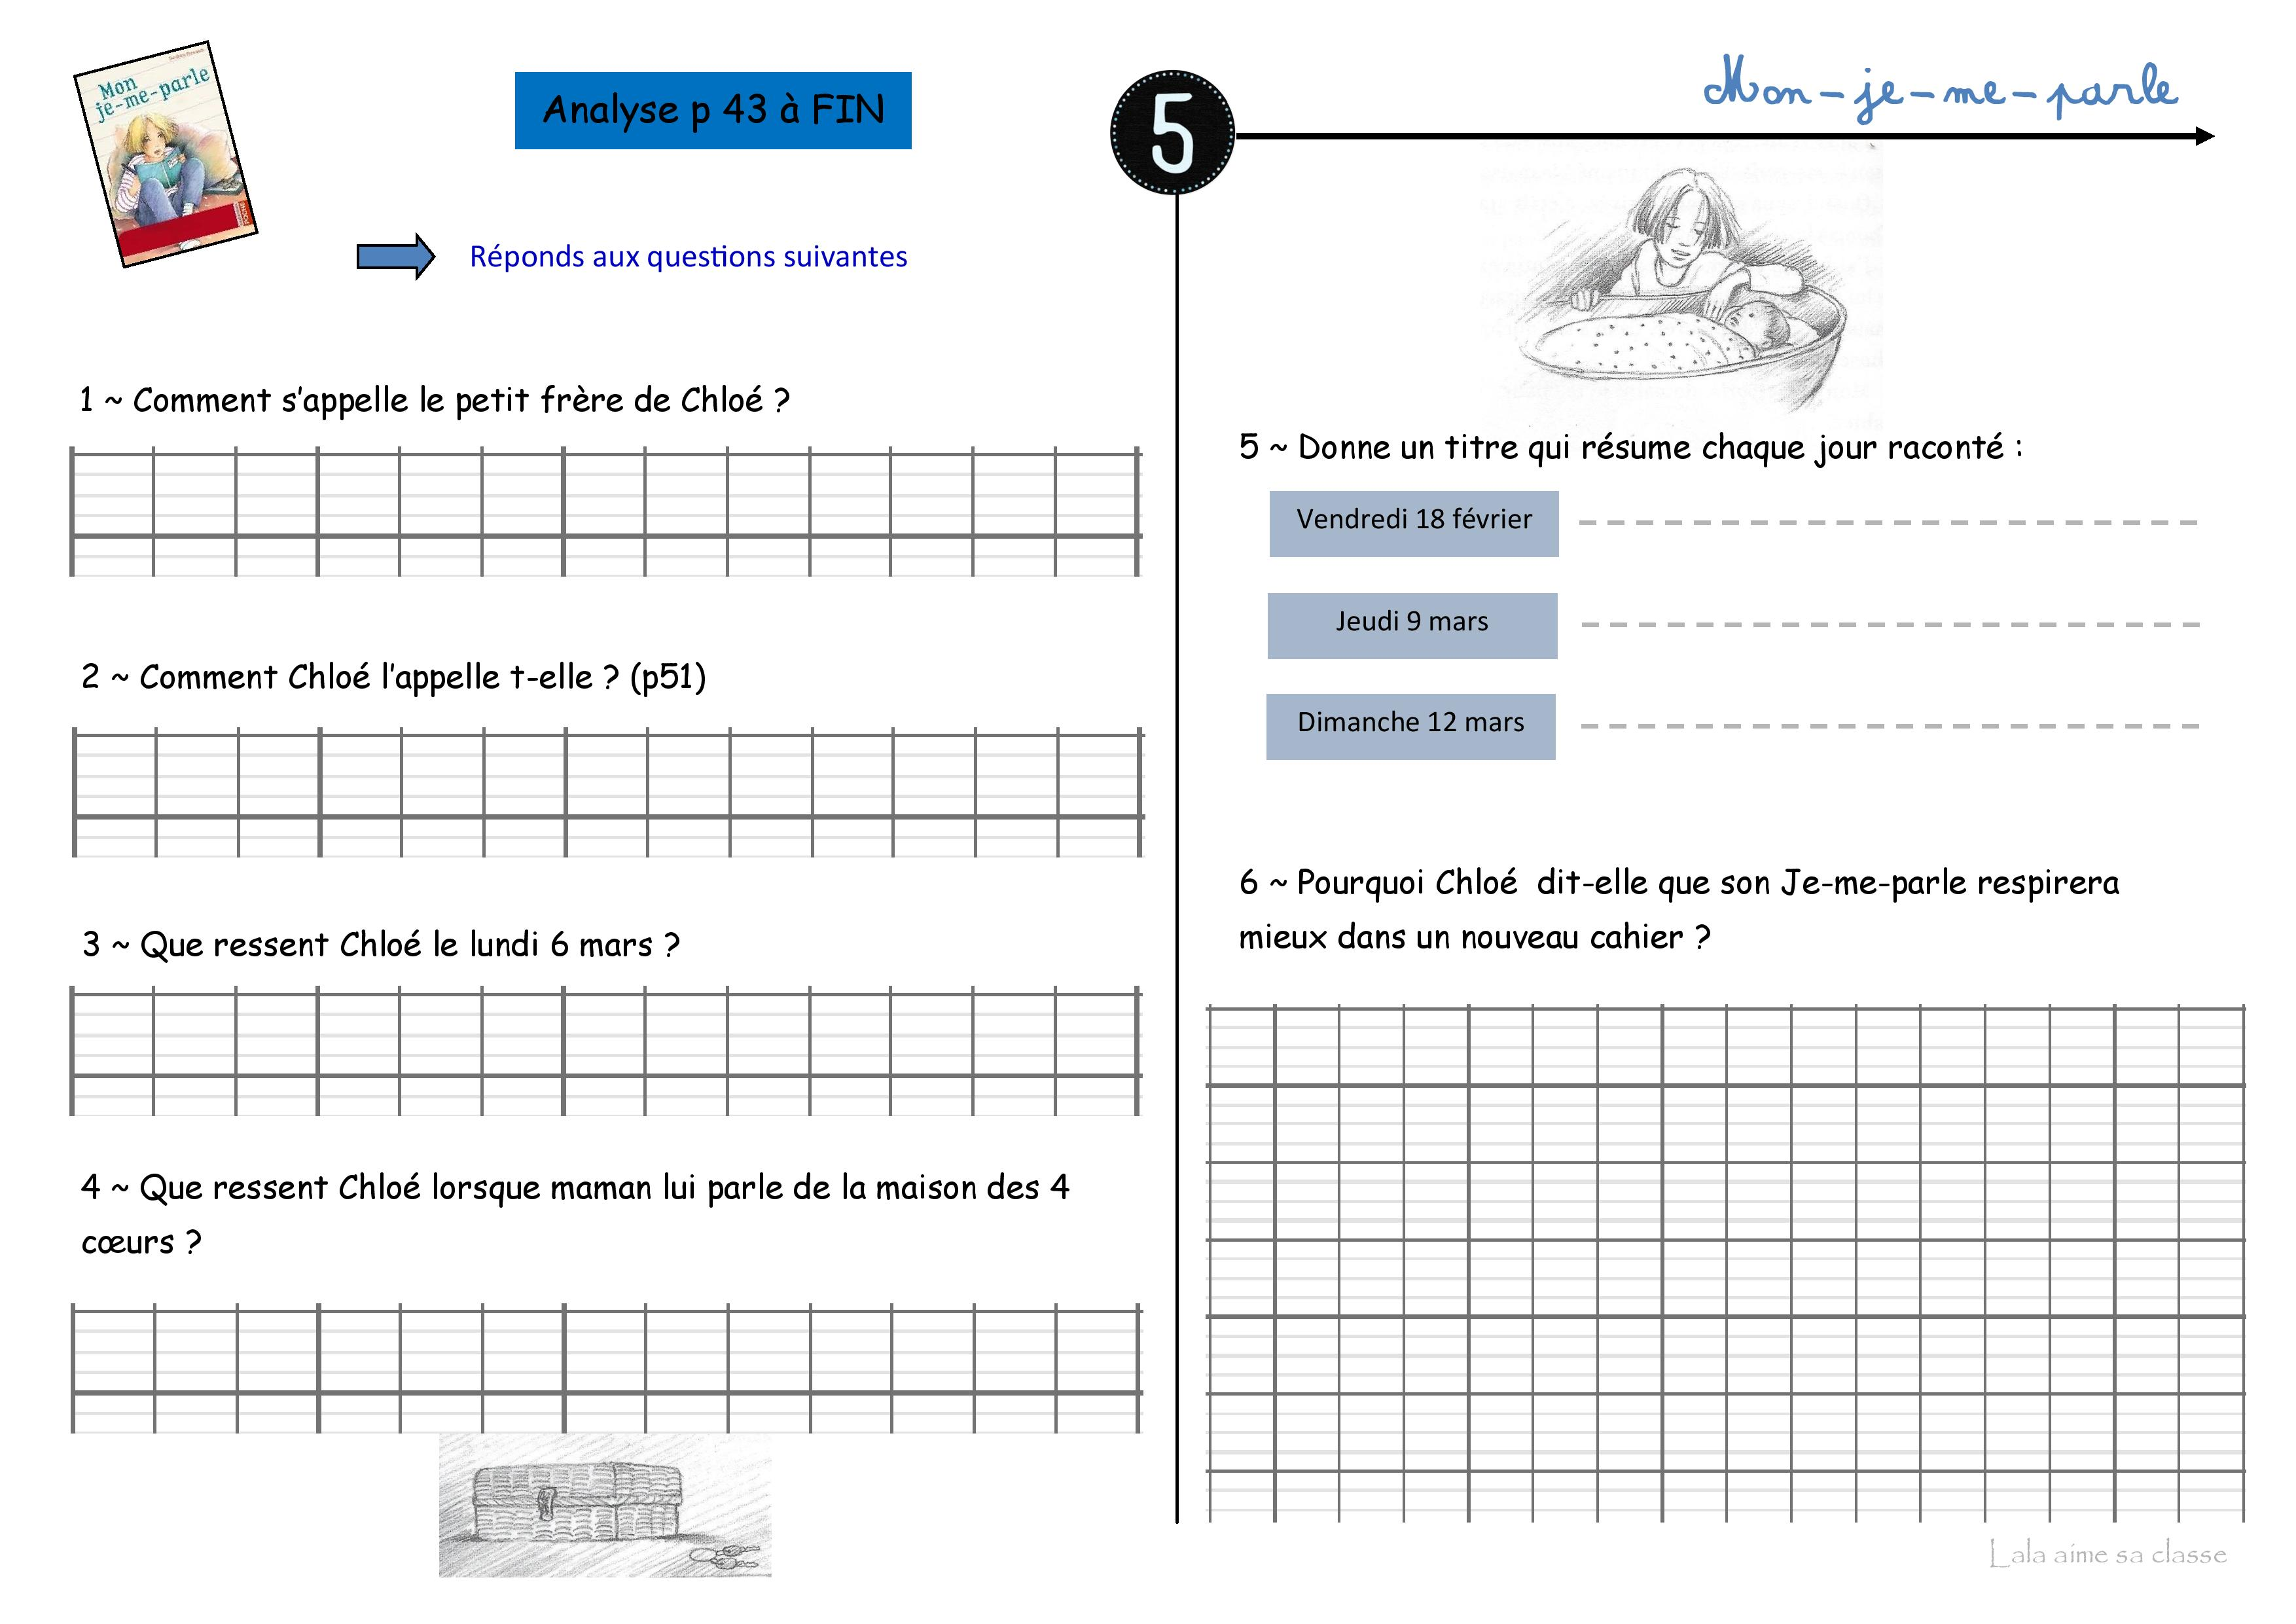 Mon
je-me-parle
Analyse p 43 à FIN
Réponds aux questions suivantes
1 ~ Comment s'appelle le petit frère de Chloé ?
2 ~ Comment Chloé l'appelle t-elle ? (p51)
3 ~ Que ressent Chloé le lundi 6 mars ?
4 ~ Que ressent Chloé lorsque maman lui parle de la maison des 4
cœurs ?
5
Mon-je-me-parle
5 ~ Donne un titre qui résume chaque jour raconté :
Vendredi 18 février
Jeudi 9 mars
Dimanche 12 mars
6 ~ Pourquoi Chloé dit-elle que son Je-me-parle respirera
mieux dans un nouveau cahier ?
Lala aime sa classe